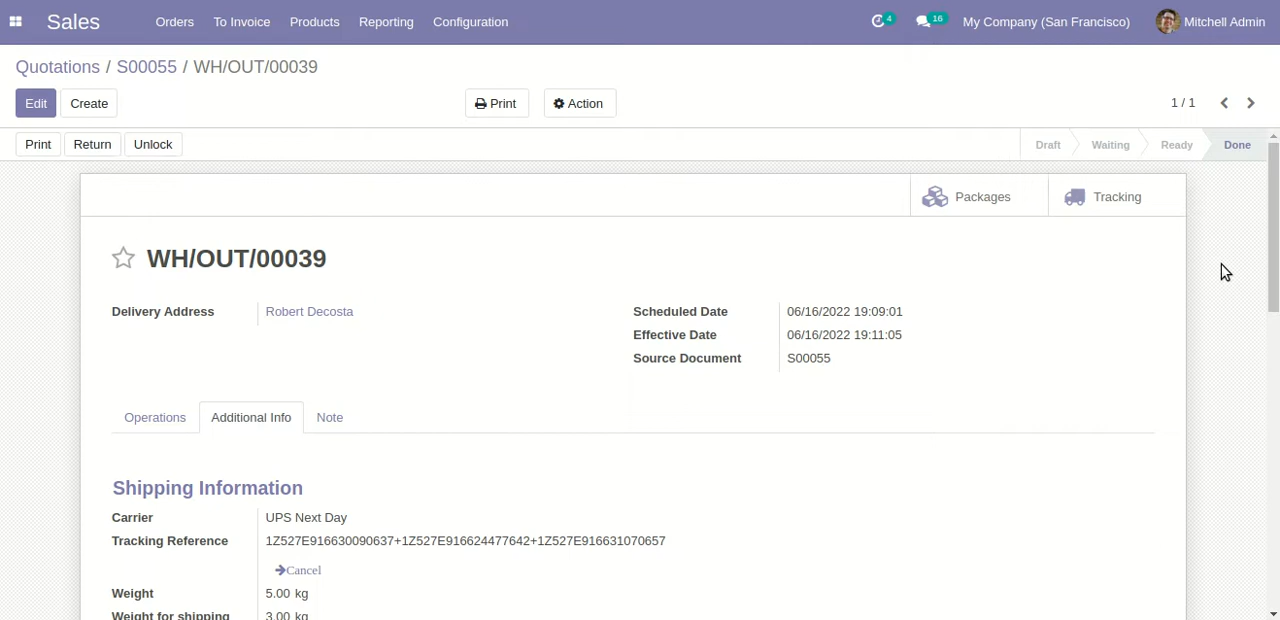 Sales Orders To Invoice Products Reporting Configuration 4 16 My Company (San Francisco) Mitchell Admin
Quotations / S00055 / WH/OUT/00039
Edit Create Print Action 1 / 1
Print Return Unlock Draft Waiting Ready Done
Packages Tracking
WH/OUT/00039
Delivery Address Robert Decosta Scheduled Date 06/16/2022 19:09:01
Effective Date 06/16/2022 19:11:05
Source Document S00055
Operations Additional Info Note
Shipping Information
Carrier UPS Next Day
Tracking Reference 1Z527E916630090637+1Z527E916624477642+1Z527E916631070657
Cancel
Weight 5.00 kg
Weight for shipping 3.00 kg